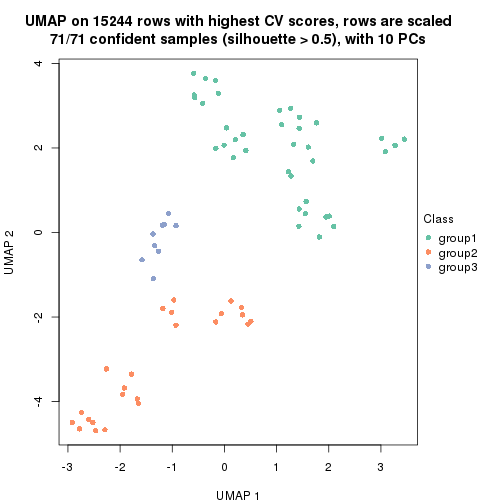 UMAP on 15244 rows with highest CV scores, rows are scaled
71/71 confident samples (silhouette > 0.5), with 10 PCs
4
2
0
-2
-4
UMAP 2
-3
-2
-1
0
1
2
3
UMAP 1
Class
group1
group2
group3